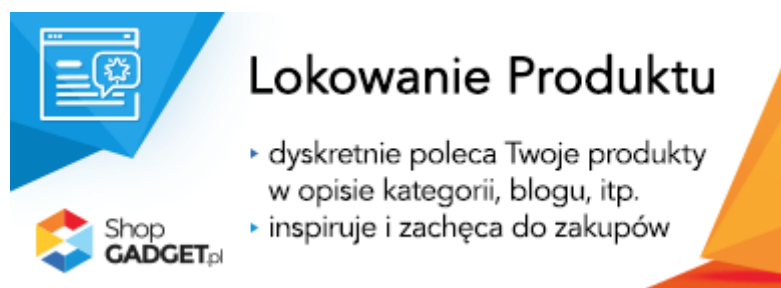 Lokowanie Produktu
‣ dyskretnie poleca Twoje produkty
w opisie kategorii, blogu, itp.
‣ inspiruje i zachęca do zakupów
Shop
GADGET.pl